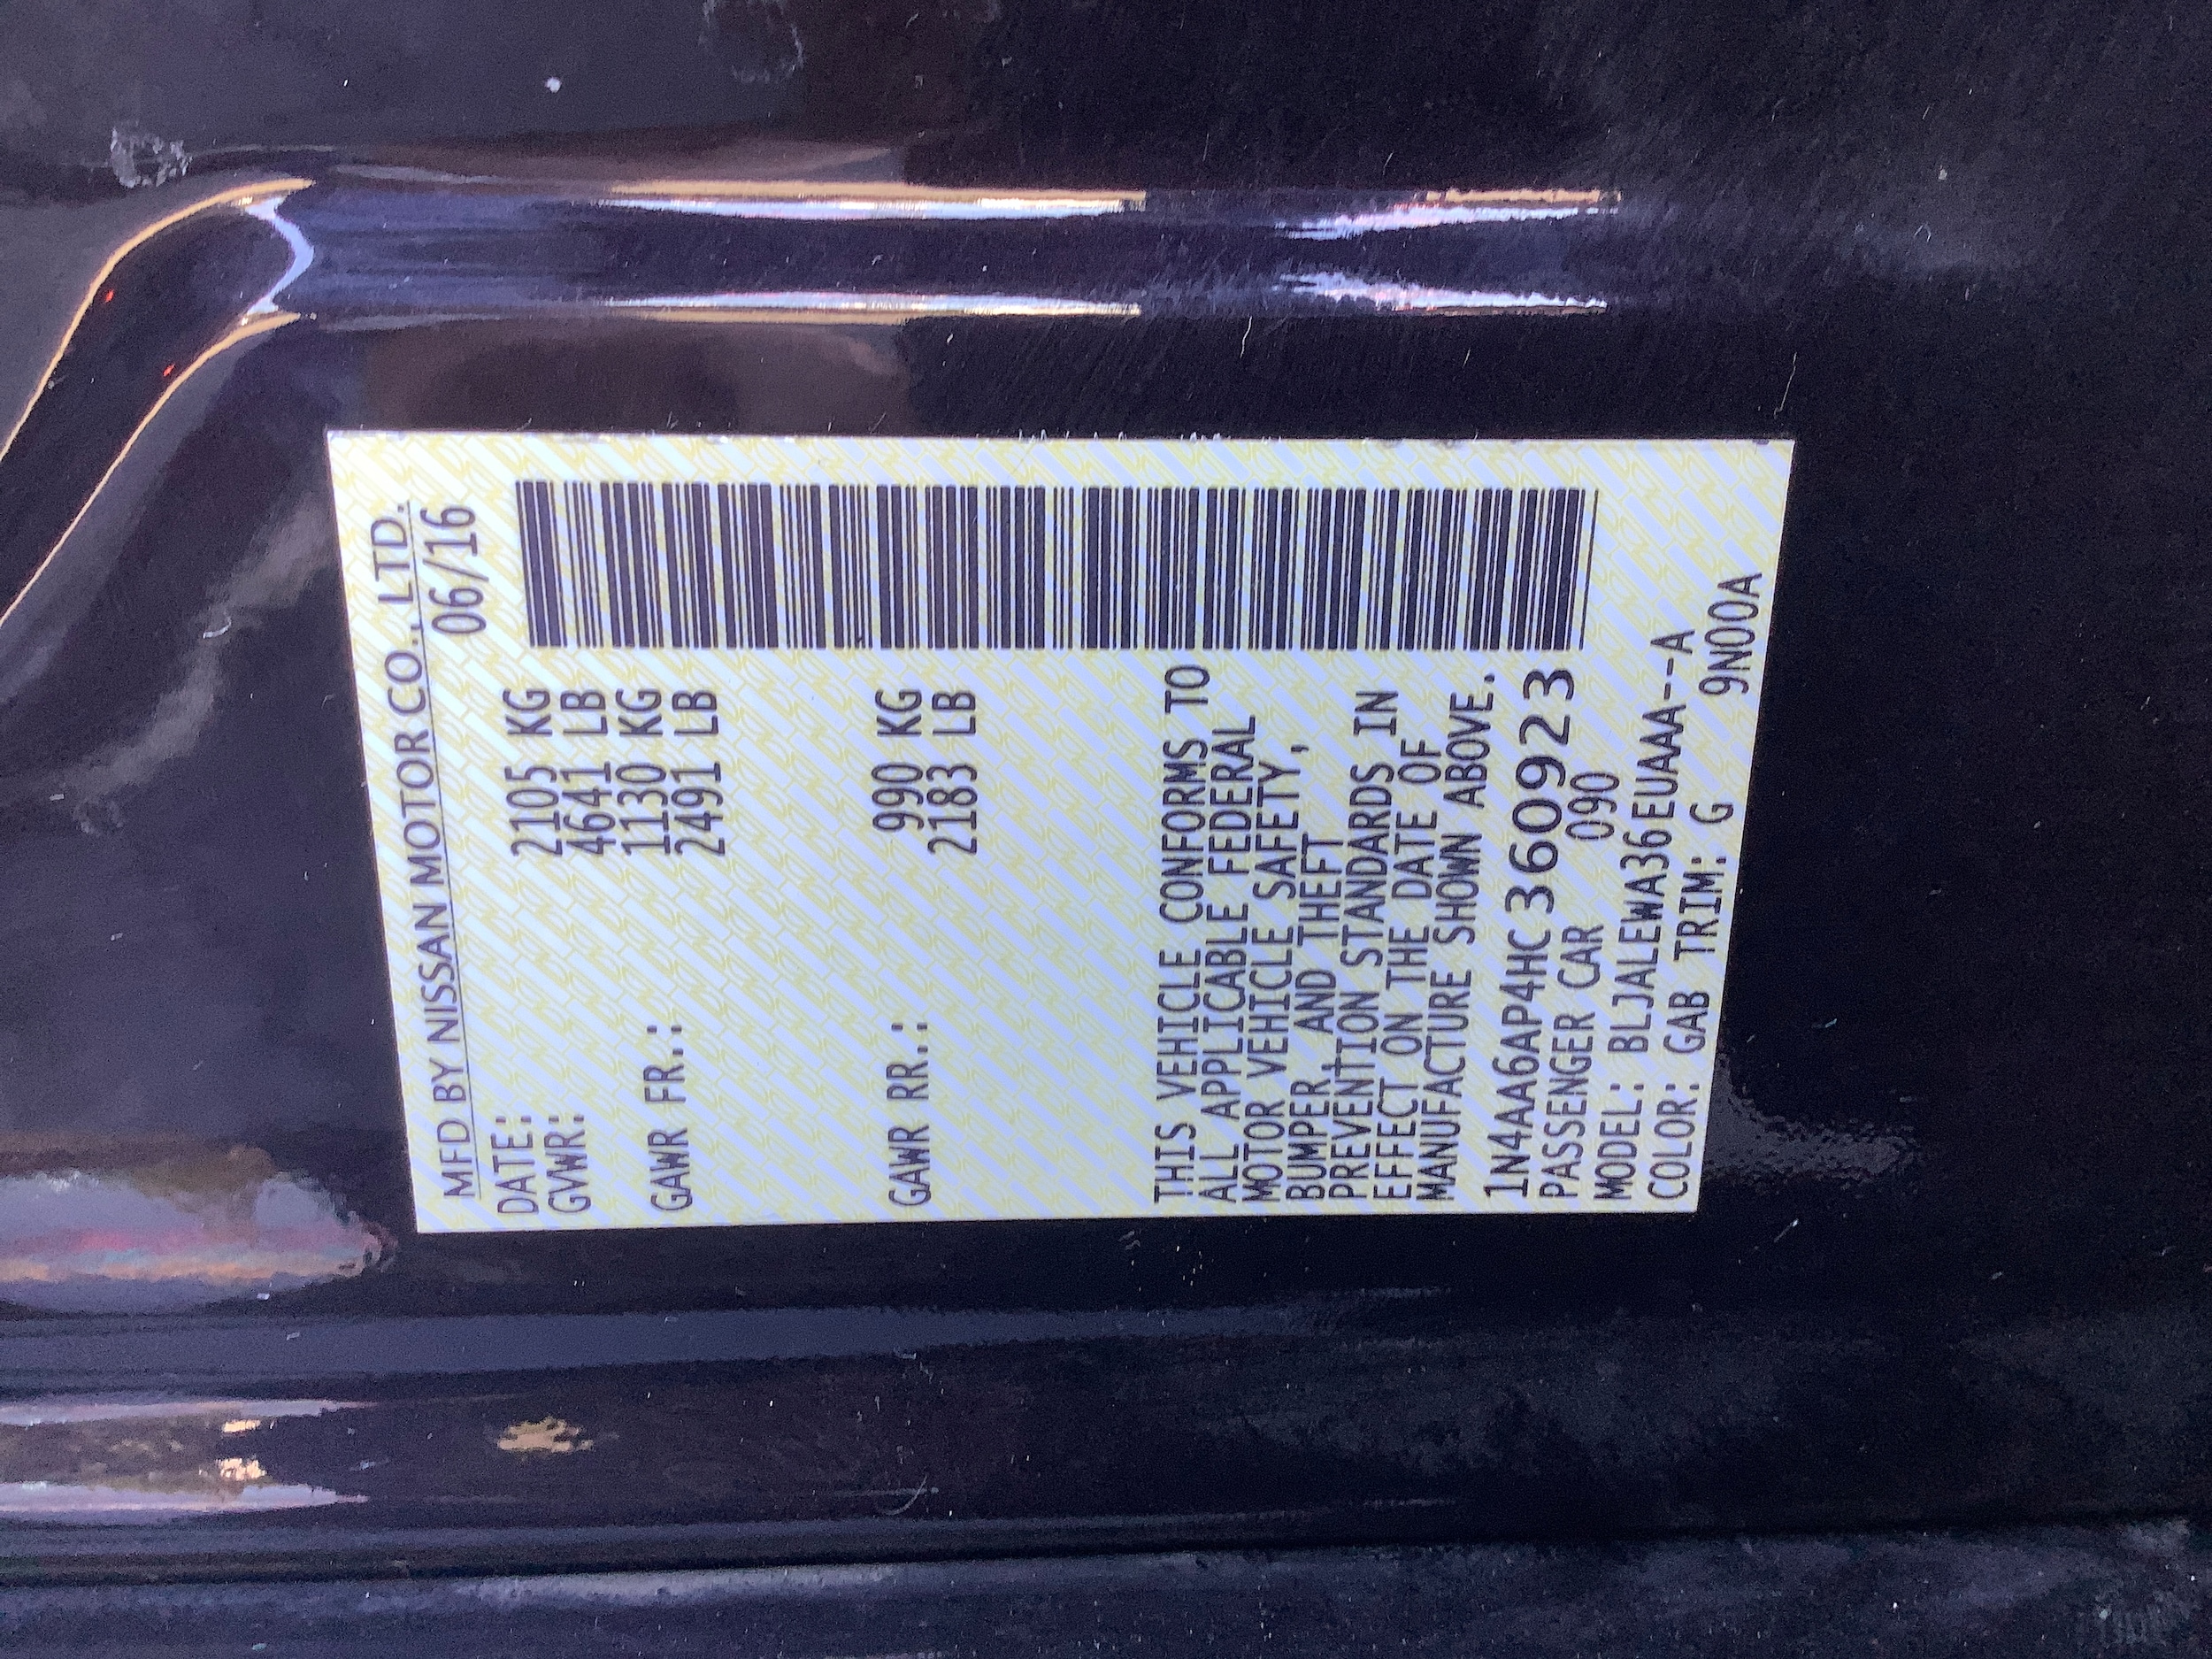 MFD BY NISSAN MOTOR CO., LTD.
DATE: 06/16
GVWR: 2105 KG
4641 LB
GAWR FR.: 1130 KG
2491 LB
GAWR RR.: 990 KG
2183 LB
THIS VEHICLE CONFORMS TO
ALL APPLICABLE FEDERAL
MOTOR VEHICLE SAFETY,
BUMPER, AND THEFT
PREVENTION STANDARDS IN
EFFECT ON THE DATE OF
MANUFACTURE SHOWN ABOVE.
1N4AA6AP4HC360923
PASSENGER CAR 090
MODEL: BLJALEWA36EUAAA--A
COLOR: GAB TRIM: G 9N00A